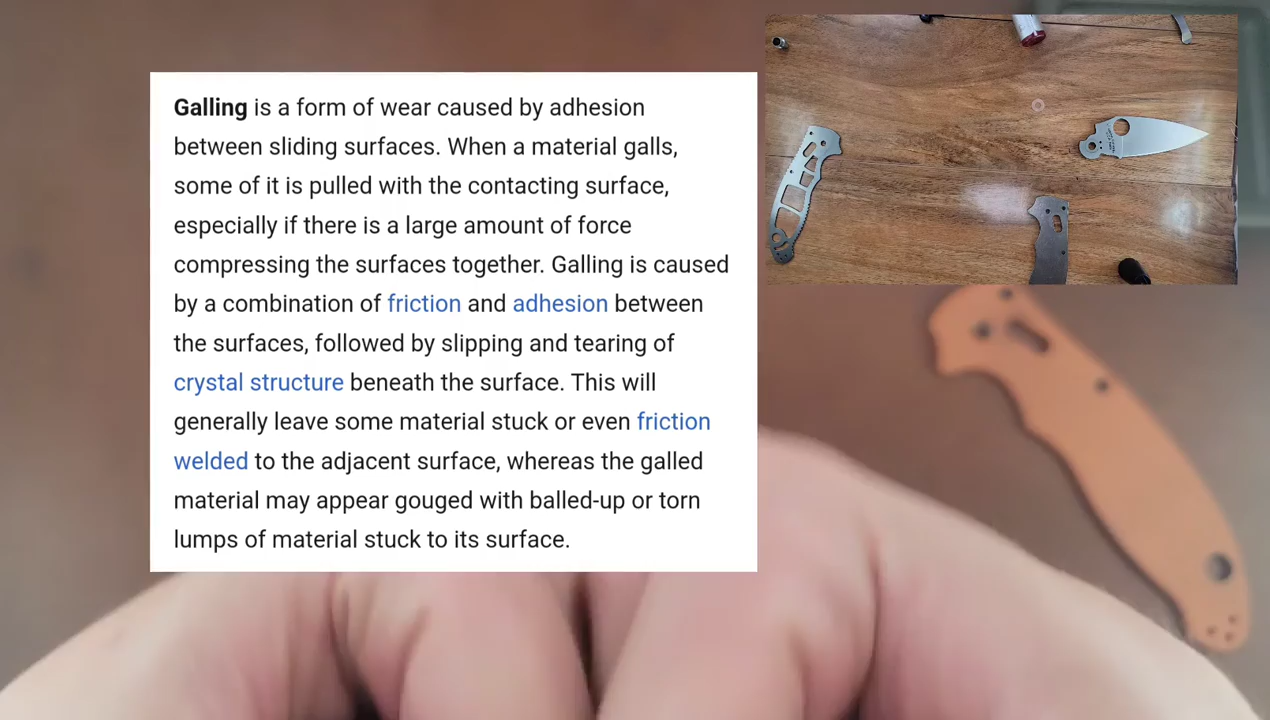 Galling is a form of wear caused by adhesion
between sliding surfaces. When a material galls,
some of it is pulled with the contacting surface,
especially if there is a large amount of force
compressing the surfaces together. Galling is caused
by a combination of friction and adhesion between
the surfaces, followed by slipping and tearing of
crystal structure beneath the surface. This will
generally leave some material stuck or even friction
welded to the adjacent surface, whereas the galled
material may appear gouged with balled-up or torn
lumps of material stuck to its surface.